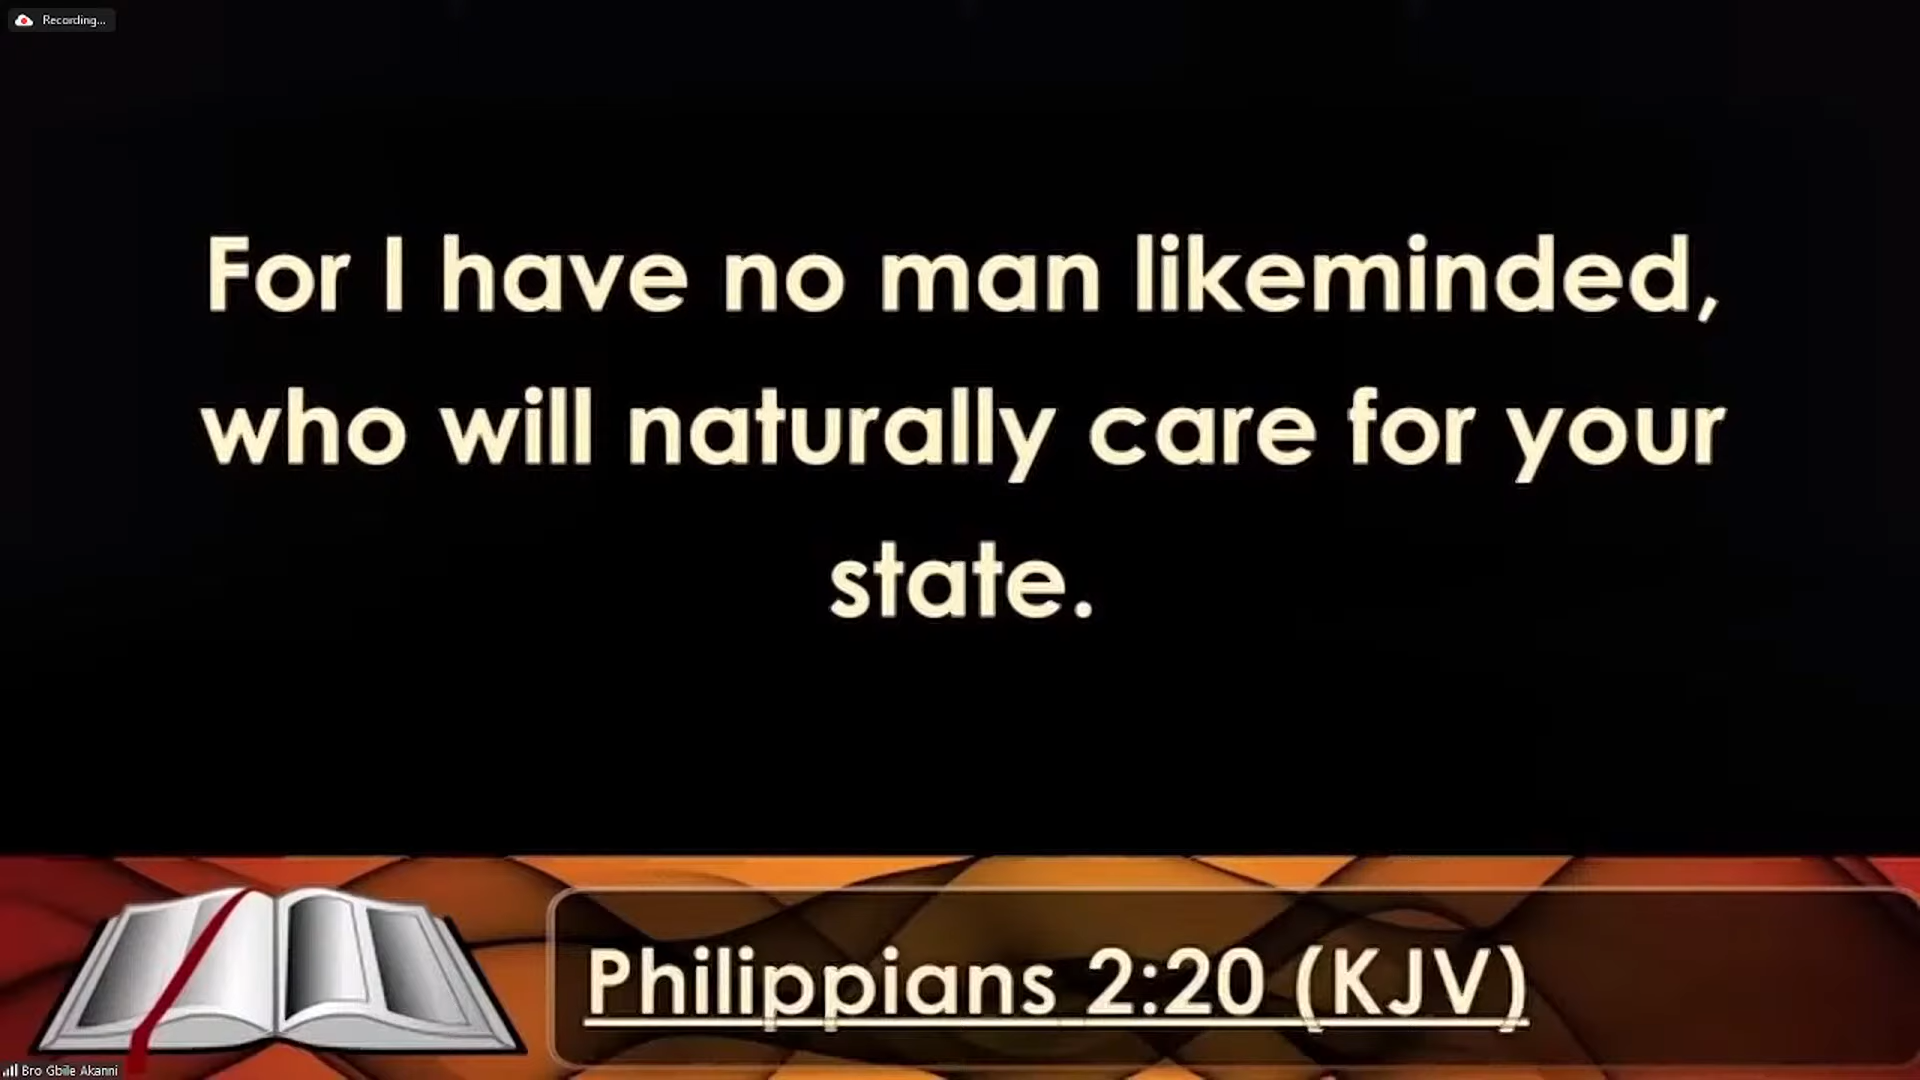 Recording...
For I have no man likeminded,
who will naturally care for your
state.
Philippians 2:20 (KJV)
Bro Gbile Akanni